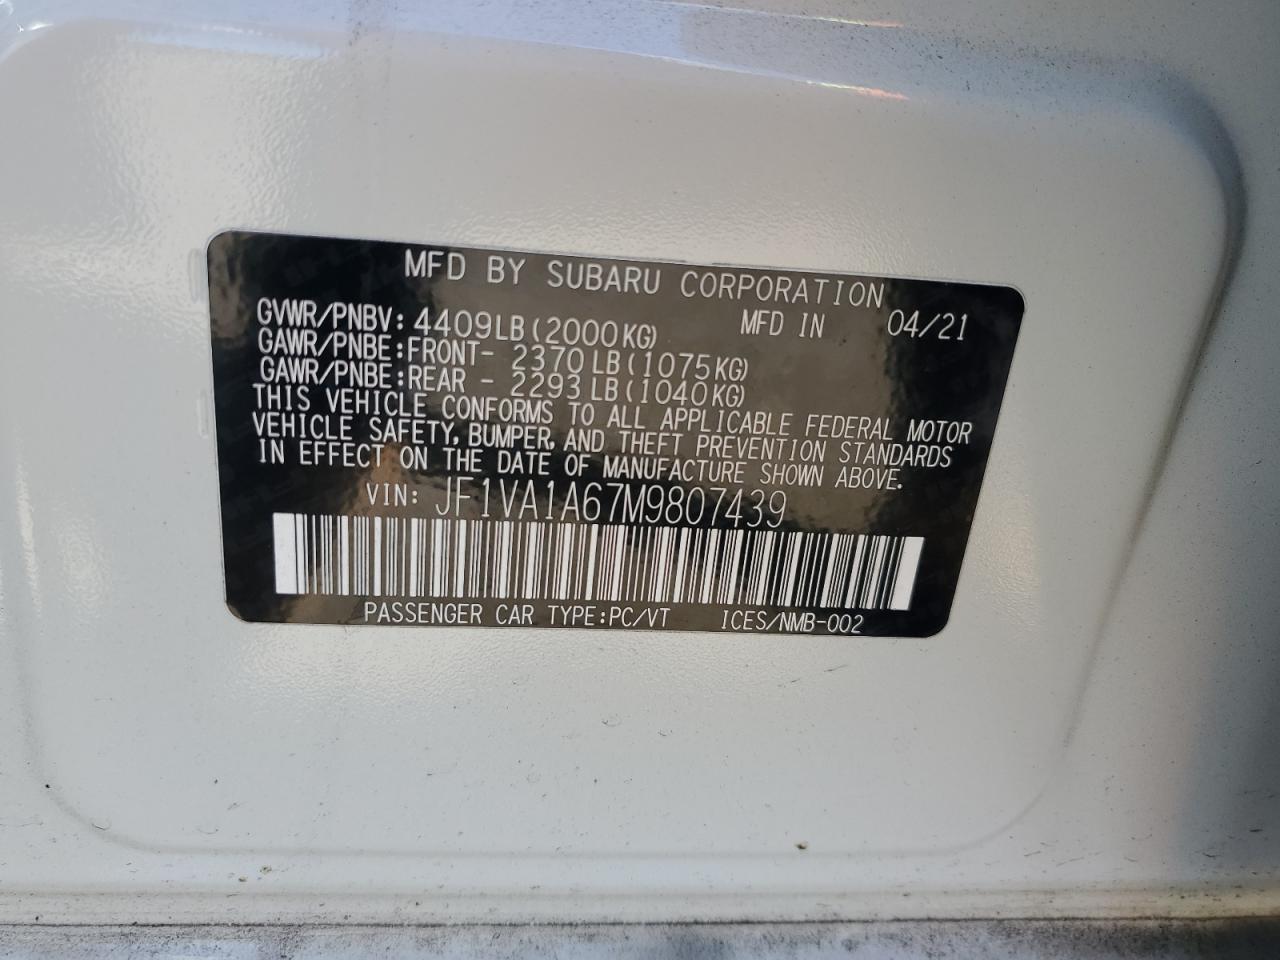 MFD BY SUBARU CORPORATION
GVWR/PNBV: 4409LB(2000KG) MFD IN 04/21
GAWR/PNBE:FRONT- 2370LB(1075KG)
GAWR/PNBE:REAR - 2293LB(1040KG)
THIS VEHICLE CONFORMS TO ALL APPLICABLE FEDERAL MOTOR
VEHICLE SAFETY, BUMPER, AND THEFT PREVENTION STANDARDS
IN EFFECT ON THE DATE OF MANUFACTURE SHOWN ABOVE.
VIN: JF1VA1A67M9807439
PASSENGER CAR TYPE:PC/VT ICES/NMB-002